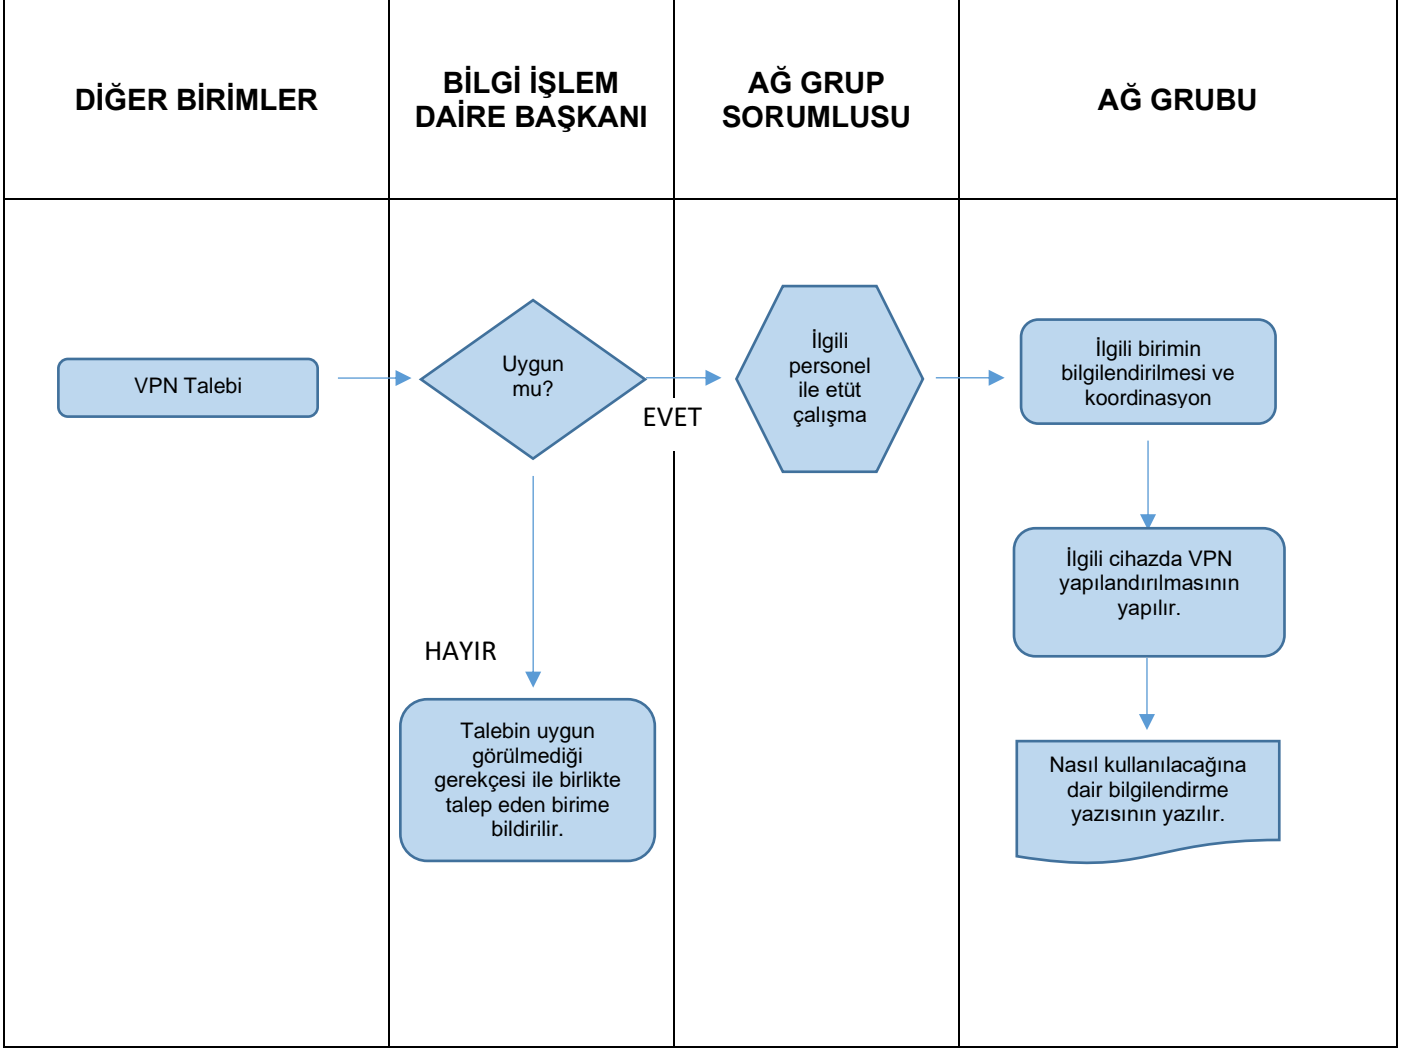 DİĞER BİRİMLER
BİLGİ İŞLEM
DAİRE BAŞKANI
AĞ GRUP
SORUMLUSU
AĞ GRUBU
VPN Talebi
Uygun
mu?
EVET
HAYIR
Talebin uygun
görülmediği
gerekçesi ile birlikte
talep eden birime
bildirilir.
İlgili
personel
ile etüt
çalışma
İlgili birimin
bilgilendirilmesi ve
koordinasyon
İlgili cihazda VPN
yapılandırılmasının
yapılır.
Nasıl kullanılacağına
dair bilgilendirme
yazısının yazılır.